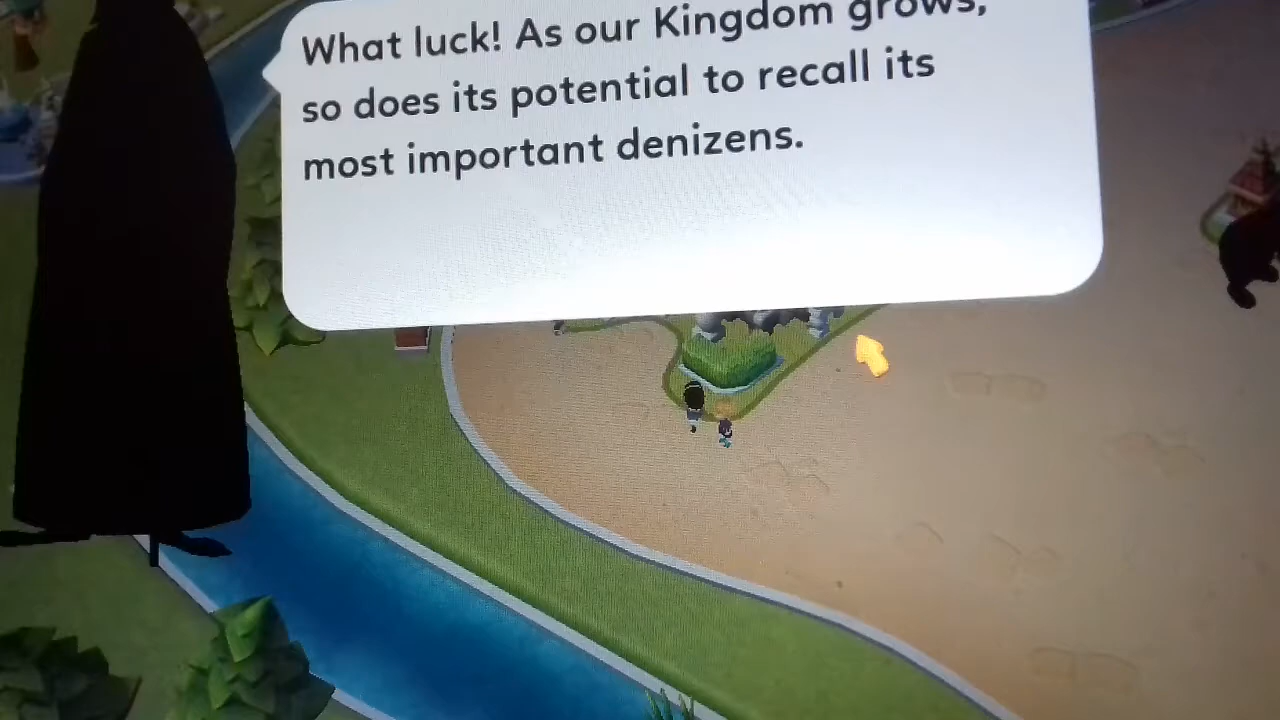 What luck! As our Kingdom grows,
so does its potential to recall its
most important denizens.